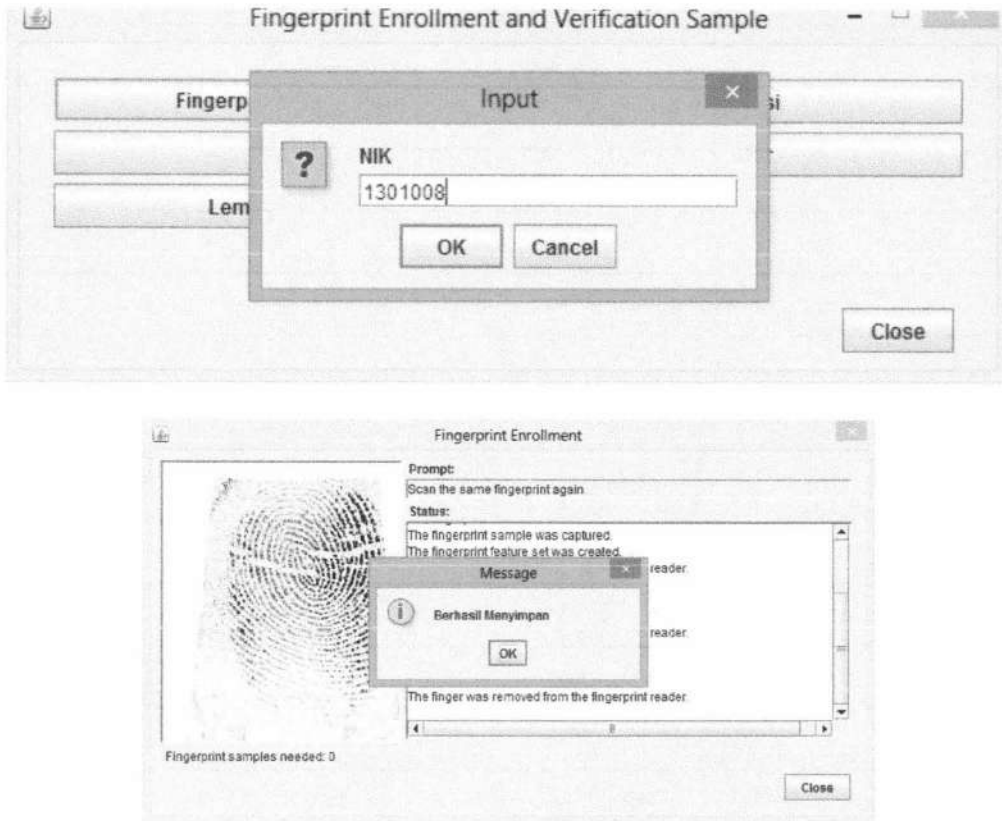 Fingerprint Enrollment and Verification Sample
Input
Fingerp
si
NIK
1301008
Lem
OK Cancel
Close
Fingerprint Enrollment
Prompt:
Scan the same fingerprint again
Status:
The fingerprint sample was captured.
The fingerprint feature set was created.
reader.
Message
Berhasil Menyimpan
reader.
OK
The finger was removed from the fingerprint reader.
Fingerprint samples needed: 0
Close